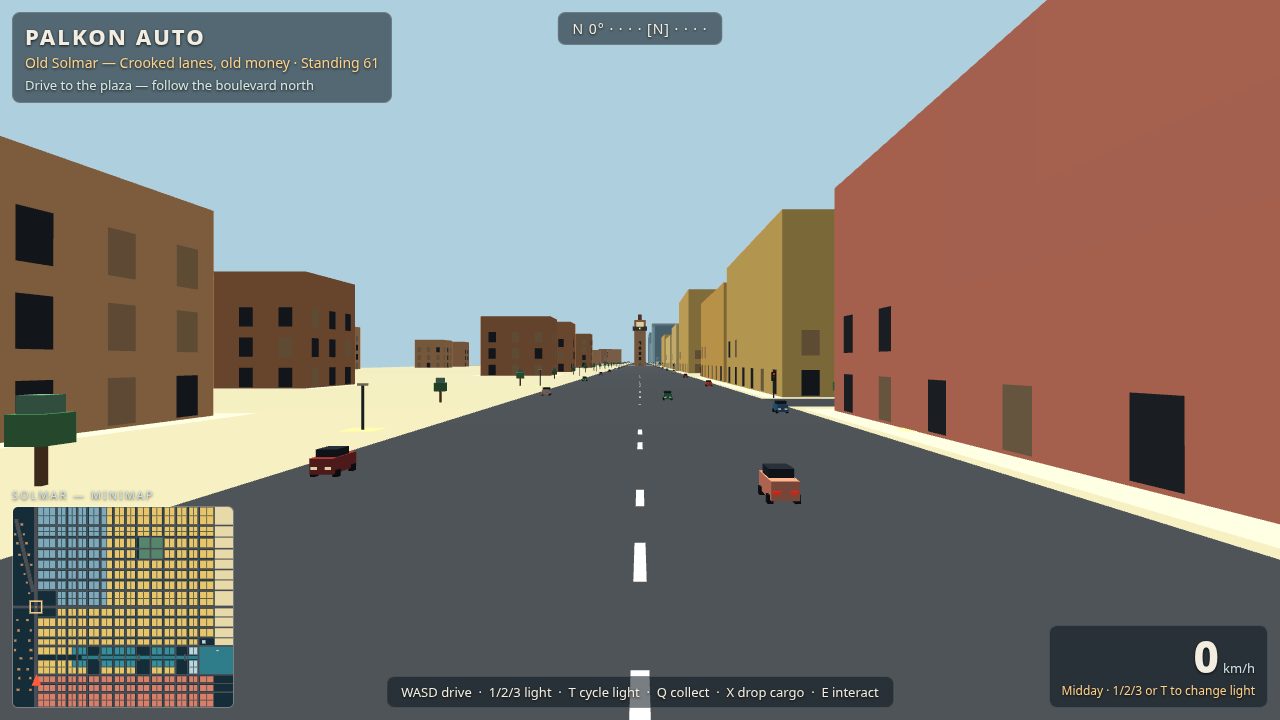 PALKON AUTO
Old Solmar — Crooked lanes, old money · Standing 61
Drive to the plaza — follow the boulevard north
N 0° · · · · [N] · · · ·
SOLMAR — MINIMAP
WASD drive · 1/2/3 light · T cycle light · Q collect · X drop cargo · E interact
0 km/h
Midday · 1/2/3 or T to change light